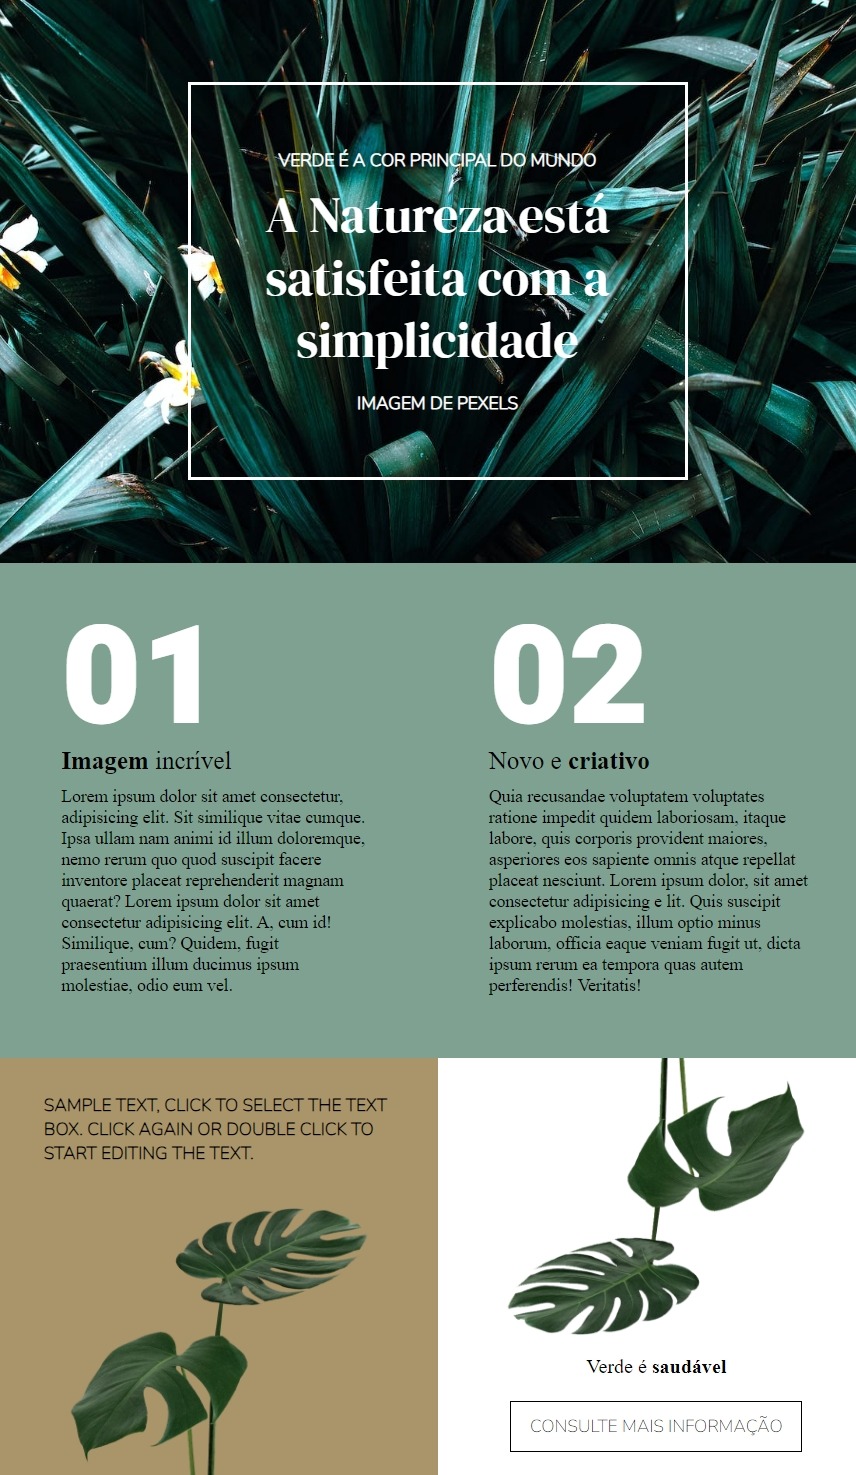 VERDE É A COR PRINCIPAL DO MUNDO
A Natureza está
satisfeita com a
simplicidade
IMAGEM DE PEXELS
01
Imagem incrível
Lorem ipsum dolor sit amet consectetur,
adipisicing elit. Sit similique vitae cumque.
Ipsa ullam nam animi id illum doloremque,
nemo rerum quo quod suscipit facere
inventore placeat reprehenderit magnam
quaerat? Lorem ipsum dolor sit amet
consectetur adipisicing elit. A, cum id!
Similique, cum? Quidem, fugit
praesentium illum ducimus ipsum
molestiae, odio eum vel.
02
Novo e criativo
Quia recusandae voluptatem voluptates
ratione impedit quidem laboriosam, itaque
labore, quis corporis provident maiores,
asperiores eos sapiente omnis atque repellat
placeat nesciunt. Lorem ipsum dolor, sit amet
consectetur adipisicing e lit. Quis suscipit
explicabo molestias, illum optio minus
laborum, officia eaque veniam fugit ut, dicta
ipsum rerum ea tempora quas autem
perferendis! Veritatis!
SAMPLE TEXT, CLICK TO SELECT THE TEXT
BOX. CLICK AGAIN OR DOUBLE CLICK TO
START EDITING THE TEXT.
Verde é saudável
CONSULTE MAIS INFORMAÇÃO